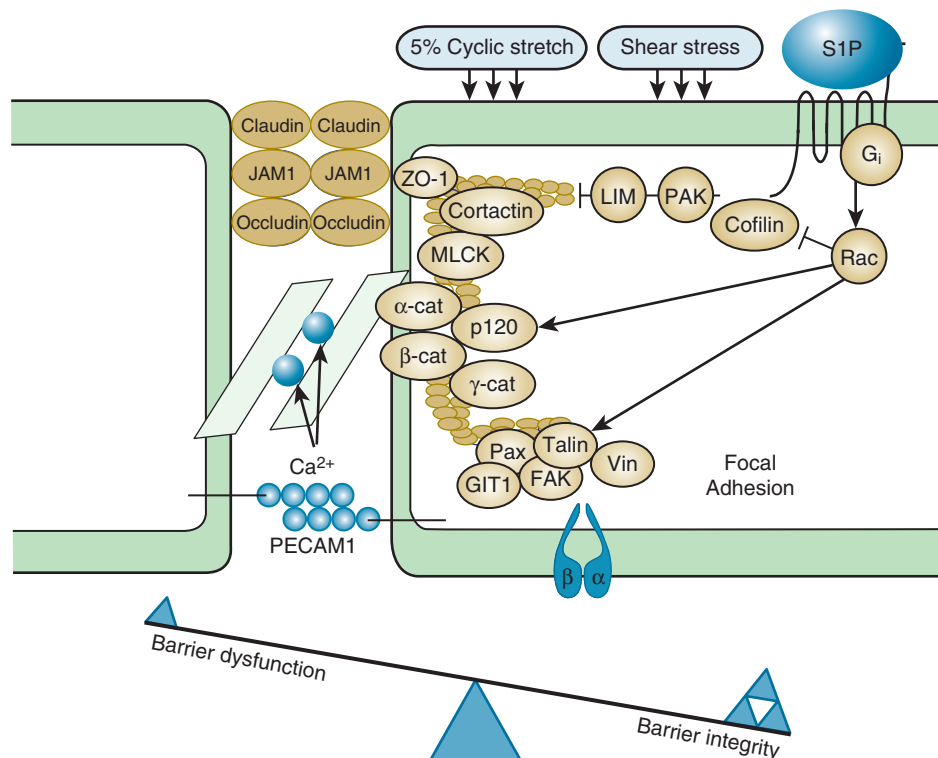 5% Cyclic stretch
Shear stress
S1P
Claudin
Claudin
JAM1
JAM1
Occludin
Occludin
ZO-1
Cortactin
MLCK
LIM
PAK
Cofilin
Gi
Rac
α-cat
p120
β-cat
γ-cat
Ca2+
PECAM1
Pax
Talin
Vin
GIT1
FAK
Focal
Adhesion
β
α
Barrier dysfunction
Barrier integrity